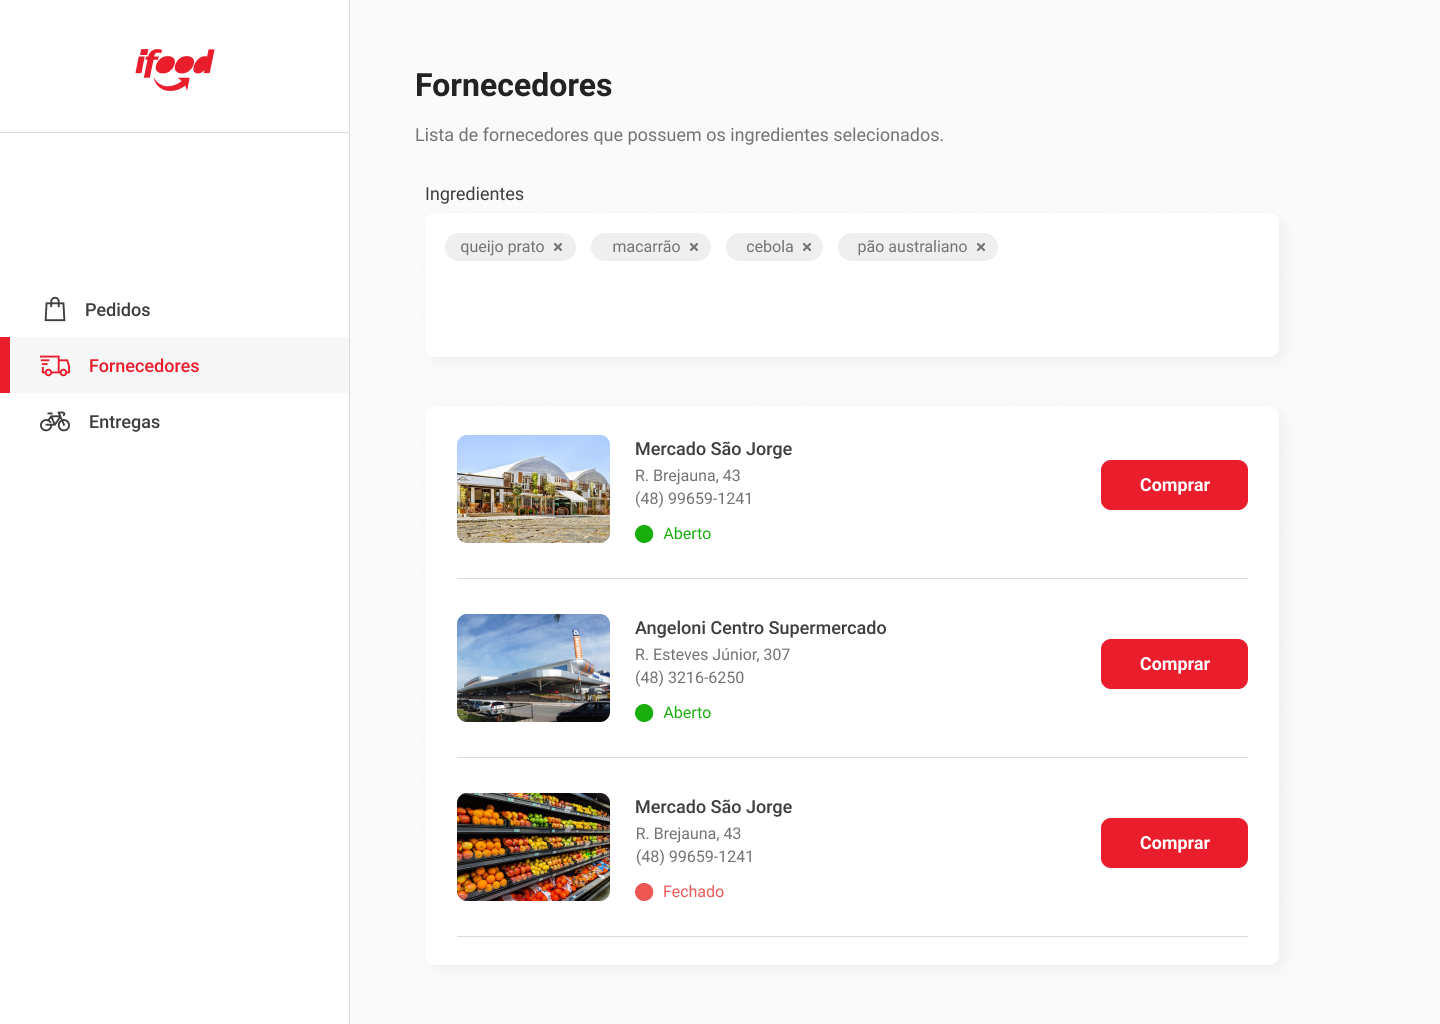 ifood
Pedidos
Fornecedores
Entregas
Fornecedores
Lista de fornecedores que possuem os ingredientes selecionados.
Ingredientes
queijo prato × macarrão × cebola × pão australiano ×
Mercado São Jorge
R. Brejauna, 43
(48) 99659-1241
Aberto
Comprar
Angeloni Centro Supermercado
R. Esteves Júnior, 307
(48) 3216-6250
Aberto
Comprar
Mercado São Jorge
R. Brejauna, 43
(48) 99659-1241
Fechado
Comprar